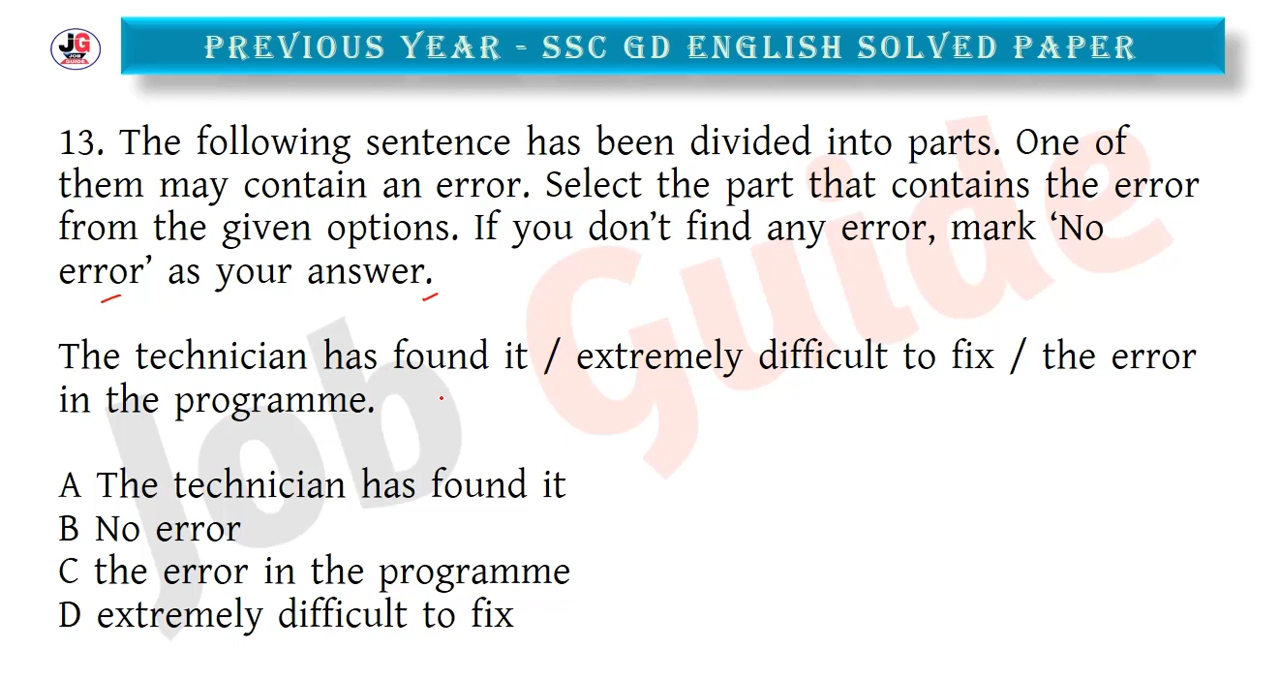 JG
JOB
GUIDE
PREVIOUS YEAR - SSC GD ENGLISH SOLVED PAPER
13. The following sentence has been divided into parts. One of
them may contain an error. Select the part that contains the error
from the given options. If you don’t find any error, mark ‘No
error’ as your answer.
The technician has found it / extremely difficult to fix / the error
in the programme.
A The technician has found it
B No error
C the error in the programme
D extremely difficult to fix
Job Guide